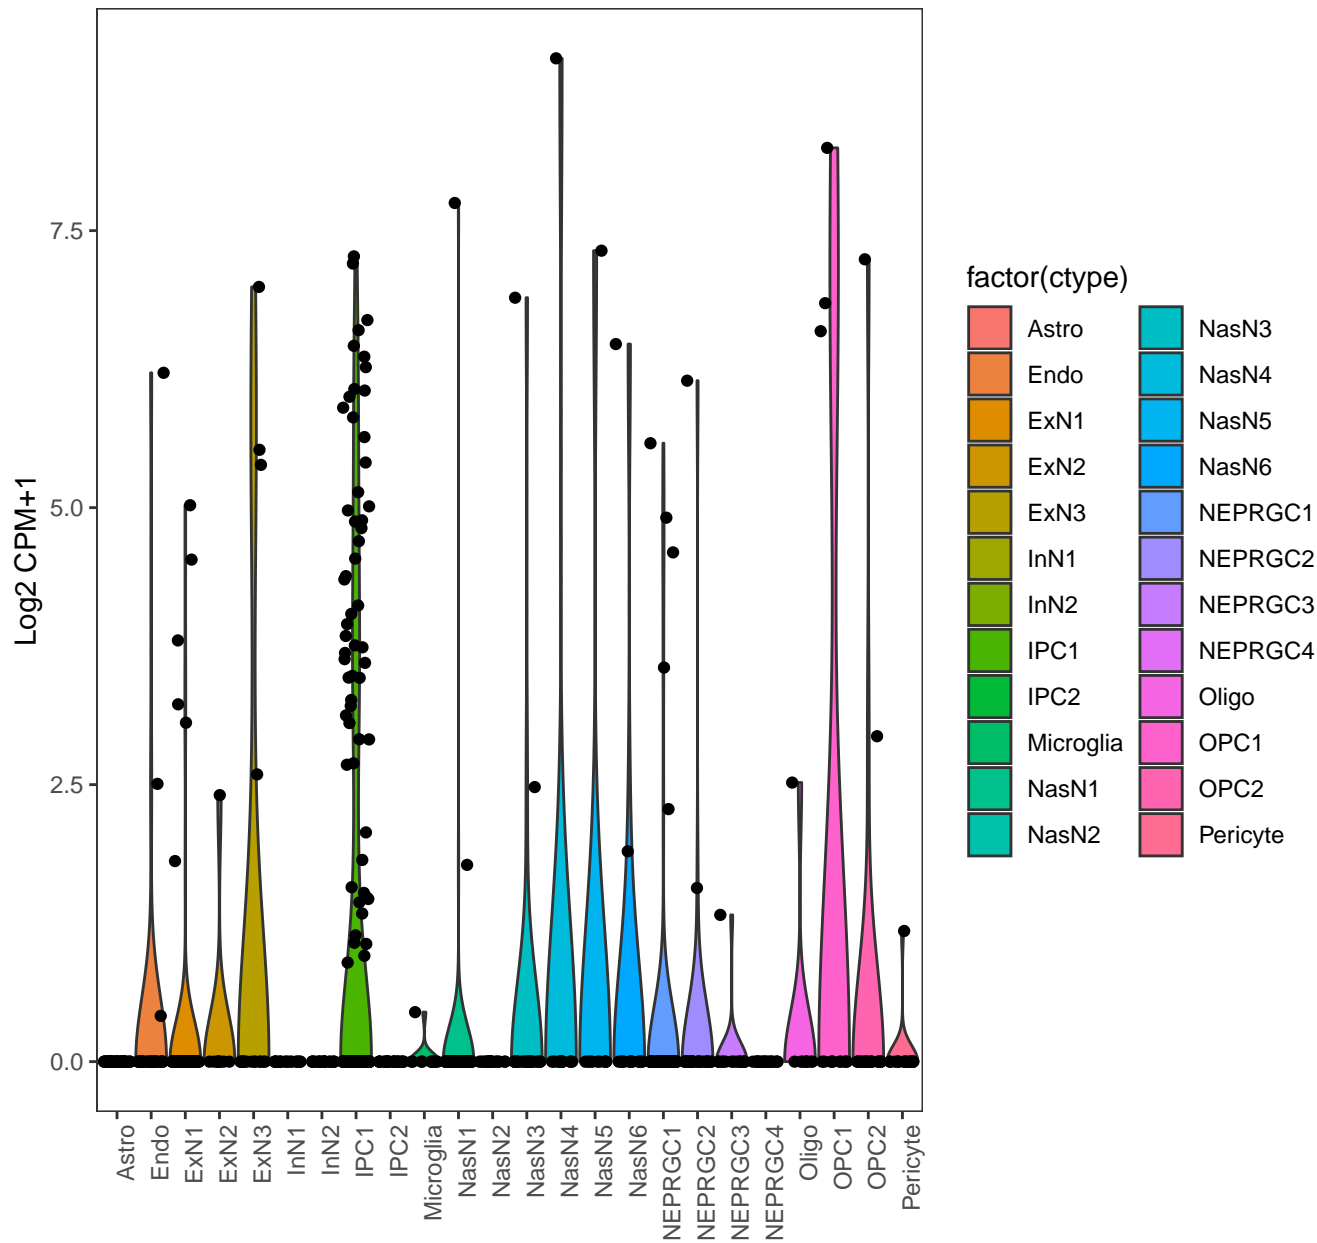 Log2 CPM+1
7.5
5.0
2.5
0.0
Astro
Endo
ExN1
ExN2
ExN3
InN1
InN2
IPC1
IPC2
Microglia
NasN1
NasN2
NasN3
NasN4
NasN5
NasN6
NEPRGC1
NEPRGC2
NEPRGC3
NEPRGC4
Oligo
OPC1
OPC2
Pericyte
factor(ctype)
Astro
Endo
ExN1
ExN2
ExN3
InN1
InN2
IPC1
IPC2
Microglia
NasN1
NasN2
NasN3
NasN4
NasN5
NasN6
NEPRGC1
NEPRGC2
NEPRGC3
NEPRGC4
Oligo
OPC1
OPC2
Pericyte